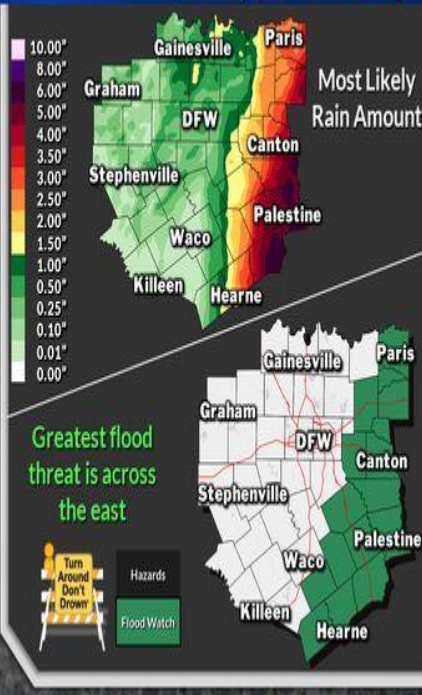 10.00"
8.00"
6.00"
5.00"
4.00"
3.50"
3.00"
2.50"
2.00"
1.50"
1.00"
0.50"
0.25"
0.10"
0.01"
0.00"
Gainesville
Paris
Graham
DFW
Canton
Stephenville
Palestine
Waco
Killeen
Hearne
Most Likely
Rain Amount
Gainesville
Paris
Graham
DFW
Canton
Stephenville
Palestine
Waco
Killeen
Hearne
Greatest flood
threat is across
the east
Turn
Around
Don't
Drown
Hazards
Flood Watch